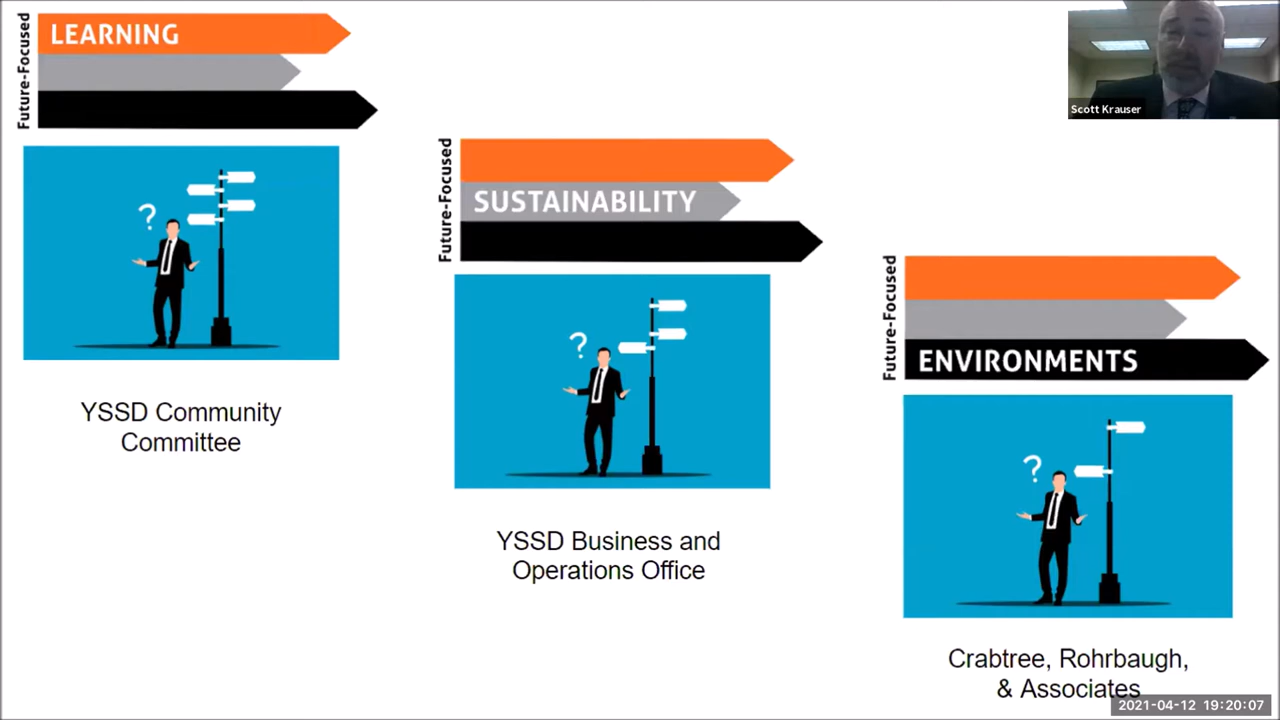 Future-Focused
LEARNING
?
YSSD Community
Committee
Future-Focused
SUSTAINABILITY
?
YSSD Business and
Operations Office
Future-Focused
ENVIRONMENTS
?
Crabtree, Rohrbaugh,
& Associates
Scott Krauser
2021-04-12 19:20:07